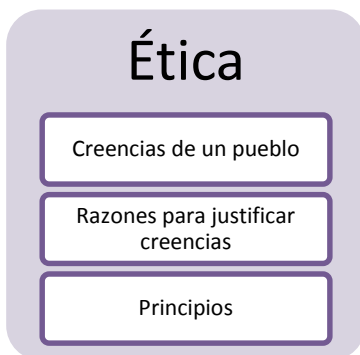 Ética
Creencias de un pueblo
Razones para justificar
creencias
Principios